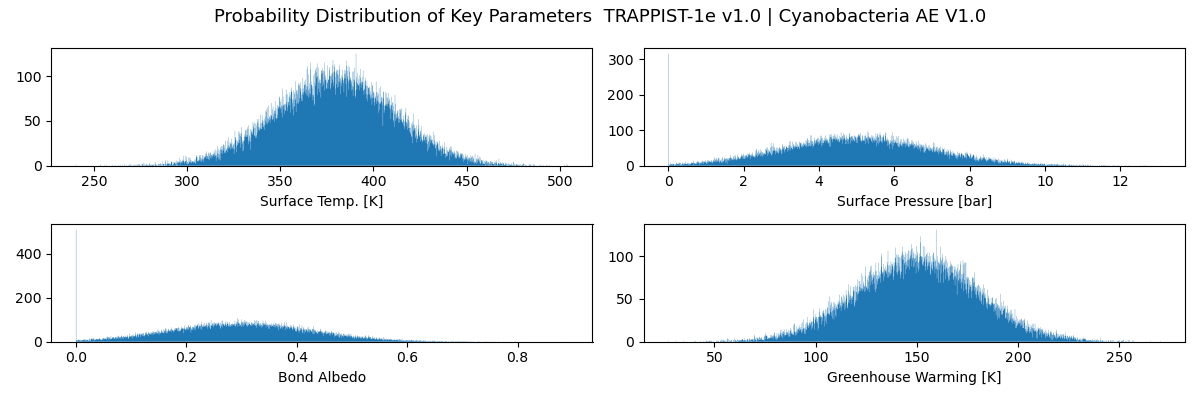 Probability Distribution of Key Parameters  TRAPPIST-1e v1.0 | Cyanobacteria AE V1.0
100
50
0
250 300 350 400 450 500
Surface Temp. [K]
300
200
100
0
0 2 4 6 8 10 12
Surface Pressure [bar]
400
200
0
0.0 0.2 0.4 0.6 0.8
Bond Albedo
100
50
0
50 100 150 200 250
Greenhouse Warming [K]